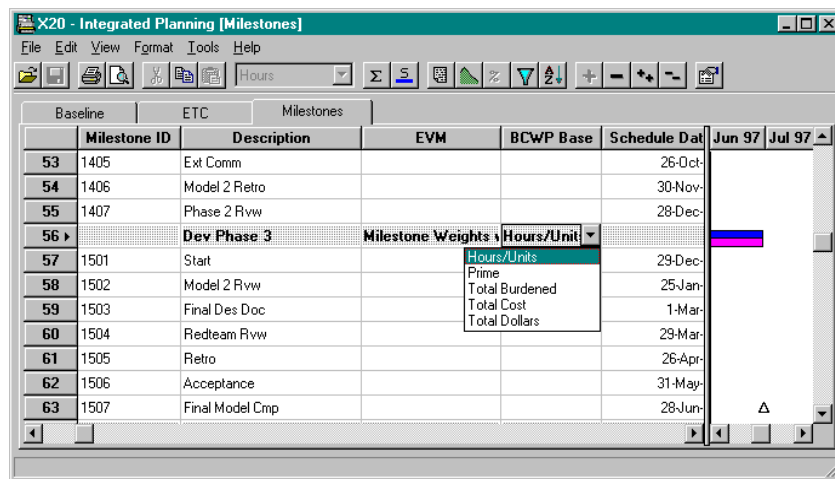 X20 - Integrated Planning [Milestones]
File Edit View Format Tools Help
Hours Σ S % A Z
Baseline ETC Milestones
Milestone ID Description EVM BCWP Base Schedule Dat Jun 97 Jul 97
53 1405 Ext Comm 26-Oct-
54 1406 Model 2 Retro 30-Nov-
55 1407 Phase 2 Rvw 28-Dec-
56 Dev Phase 3 Milestone Weights Hours/Unit
57 1501 Start Hours/Units 29-Dec-
Prime
58 1502 Model 2 Rvw Total Burdened 25-Jan-
59 1503 Final Des Doc Total Cost 1-Mar-
Total Dollars
60 1504 Redteam Rvw 29-Mar-
61 1505 Retro 26-Apr-
62 1506 Acceptance 31-May-
63 1507 Final Model Cmp 28-Jun-